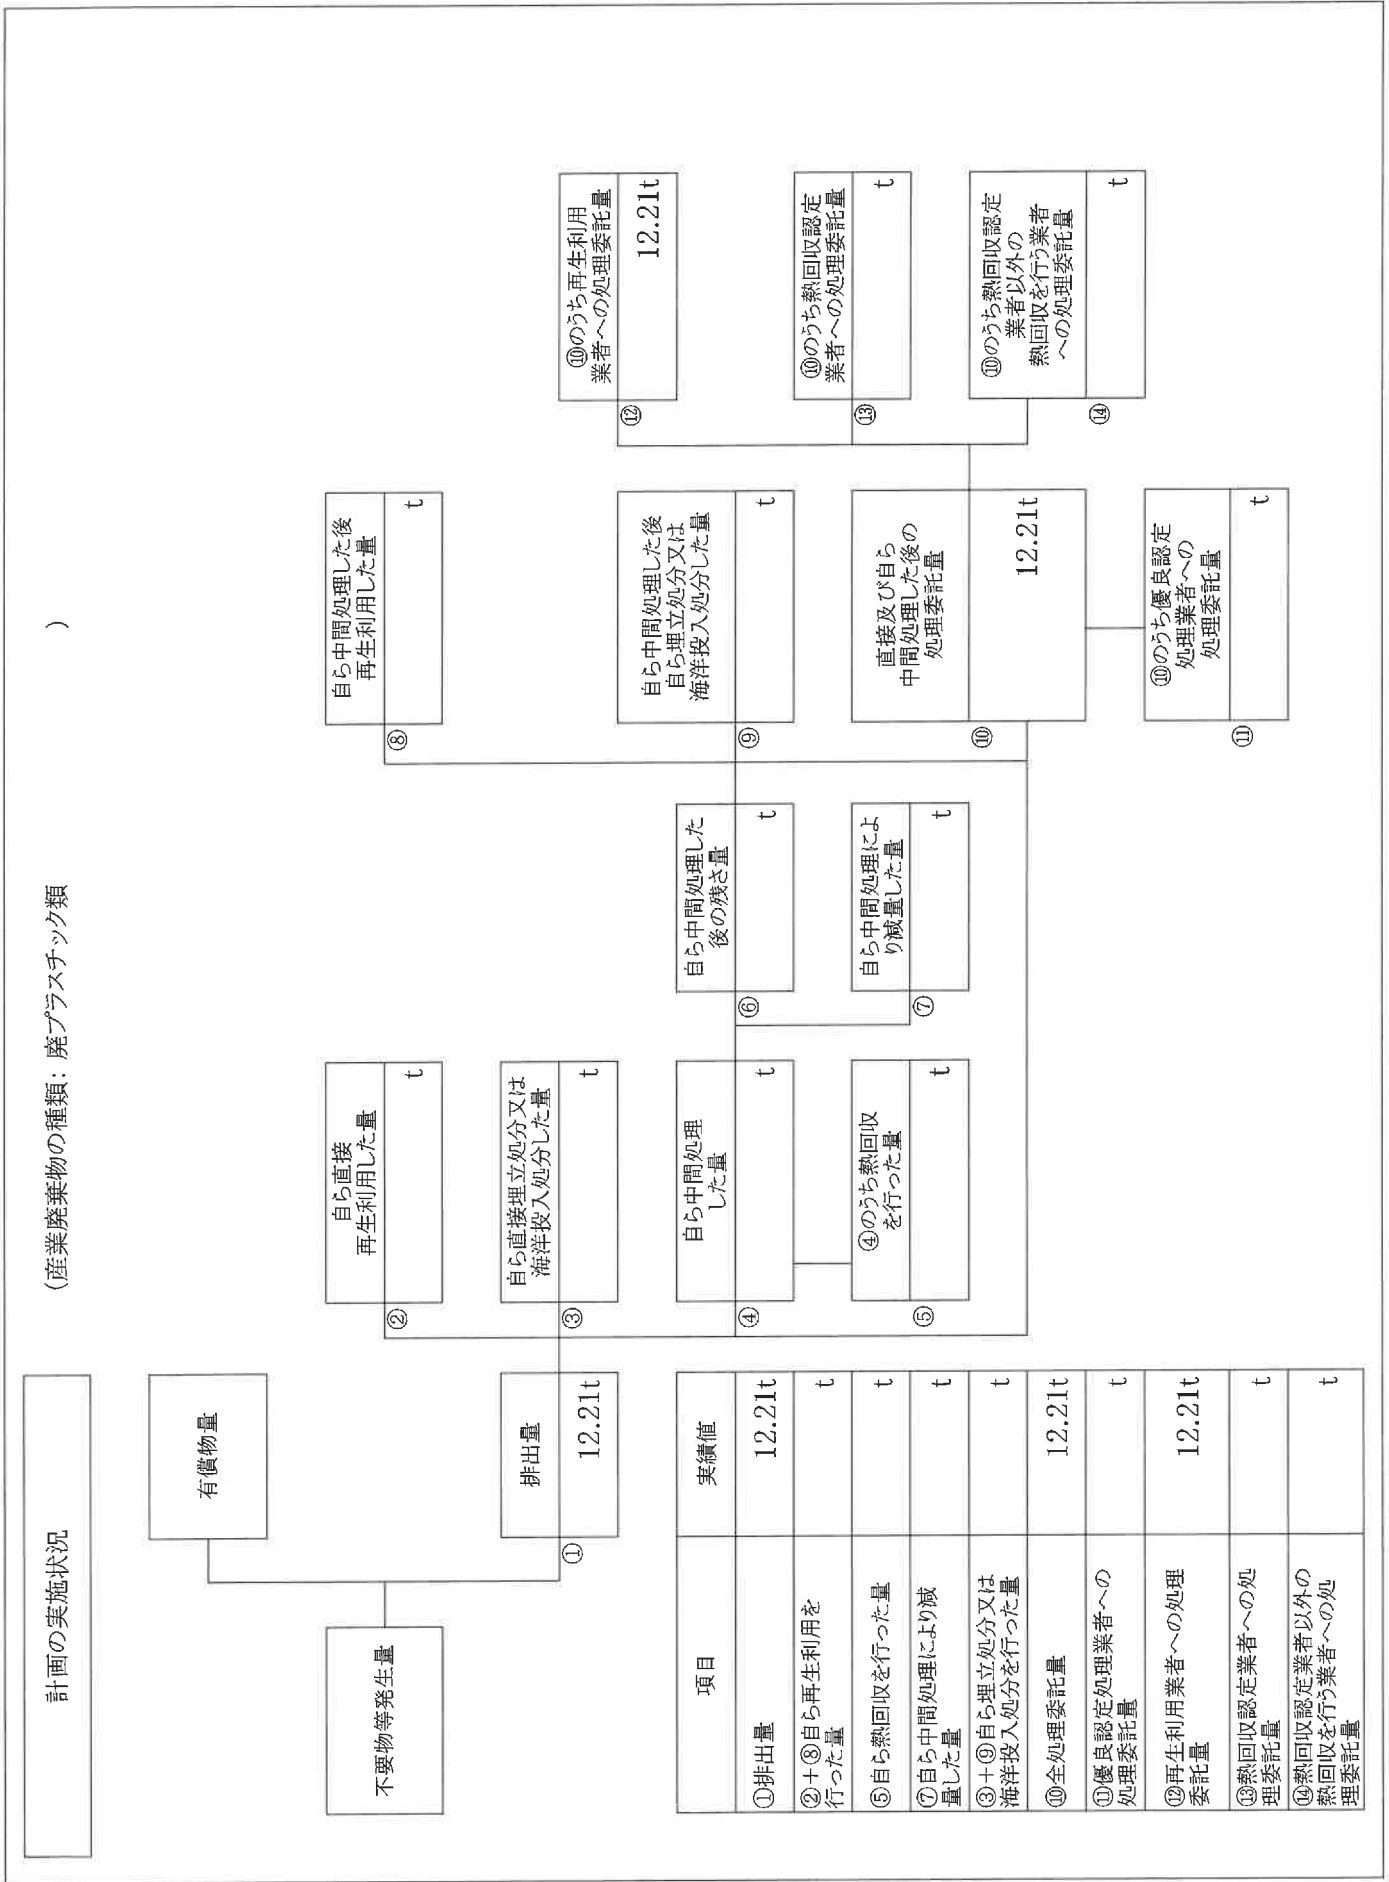 計画の実施状況
(産業廃棄物の種類：廃プラスチック類 )
不要物等発生量
有償物量
①
排出量
12.21t
②
自ら直接
再生利用した量
t
③
自ら直接埋立処分又は
海洋投入処分した量
t
④
自ら中間処理
した量
t
⑤
④のうち熱回収
を行った量
t
⑥
自ら中間処理した
後の残さ量
t
⑦
自ら中間処理によ
り減量した量
t
⑧
自ら中間処理した後
再生利用した量
t
⑨
自ら中間処理した後
自ら埋立処分又は
海洋投入処分した量
t
⑩
直接及び自ら
中間処理した後の
処理委託量
12.21t
⑪
⑩のうち優良認定
処理業者への
処理委託量
t
⑫
⑩のうち再生利用
業者への処理委託量
12.21t
⑬
⑩のうち熱回収認定
業者への処理委託量
t
⑭
⑩のうち熱回収認定
業者以外の
熱回収を行う業者
への処理委託量
t
項目 実績値
①排出量 12.21t
②＋⑧自ら再生利用を
行った量 t
⑤自ら熱回収を行った量 t
⑦自ら中間処理により減
量した量 t
③＋⑨自ら埋立処分又は
海洋投入処分を行った量 t
⑩全処理委託量 12.21t
⑪優良認定処理業者への
処理委託量 t
⑫再生利用業者への処理
委託量 12.21t
⑬熱回収認定業者への処
理委託量 t
⑭熱回収認定業者以外の
熱回収を行う業者への処
理委託量 t